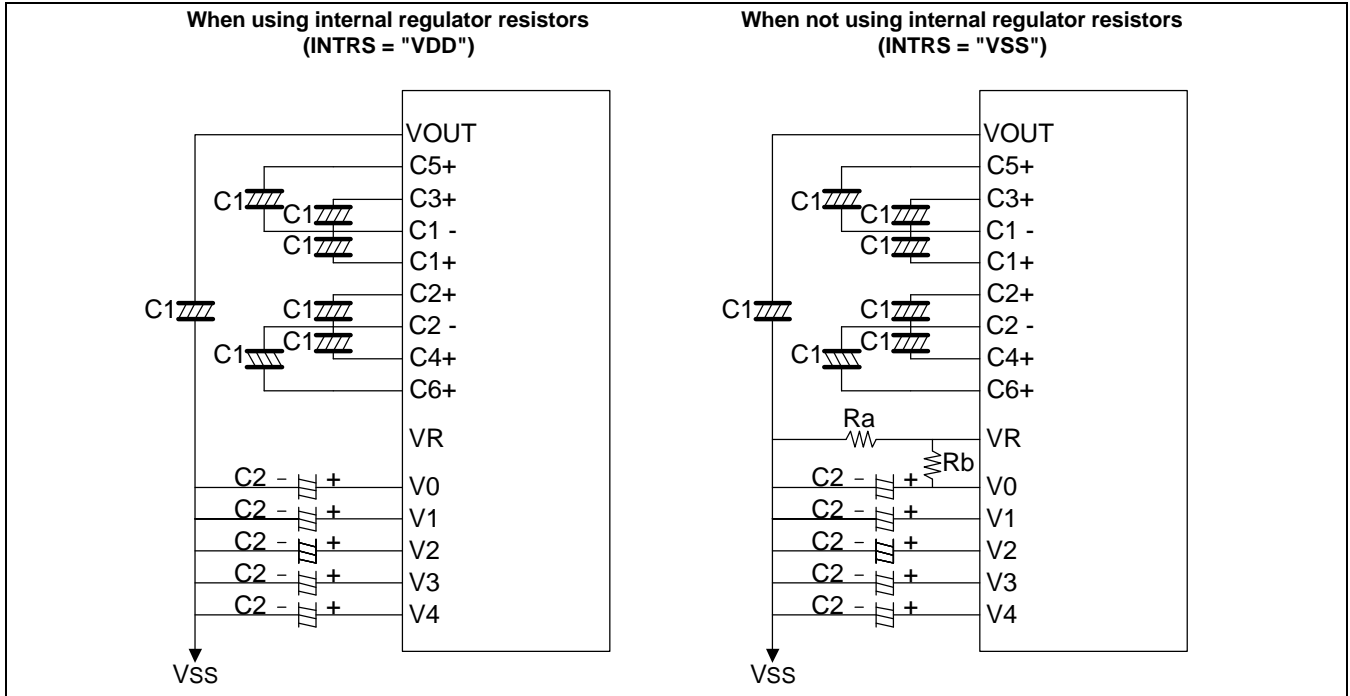 When using internal regulator resistors
(INTRS = "VDD")
VOUT
C5+
C1
C3+
C1
C1 -
C1
C1+
C2+
C1
C1
C2 -
C1
C1
C4+
C6+
VR
C2 - + V0
C2 - + V1
C2 - + V2
C2 - + V3
C2 - + V4
VSS
When not using internal regulator resistors
(INTRS = "VSS")
VOUT
C5+
C1
C3+
C1
C1 -
C1
C1+
C2+
C1
C1
C2 -
C1
C1
C4+
C6+
Ra
VR
Rb
C2 - + V0
C2 - + V1
C2 - + V2
C2 - + V3
C2 - + V4
VSS